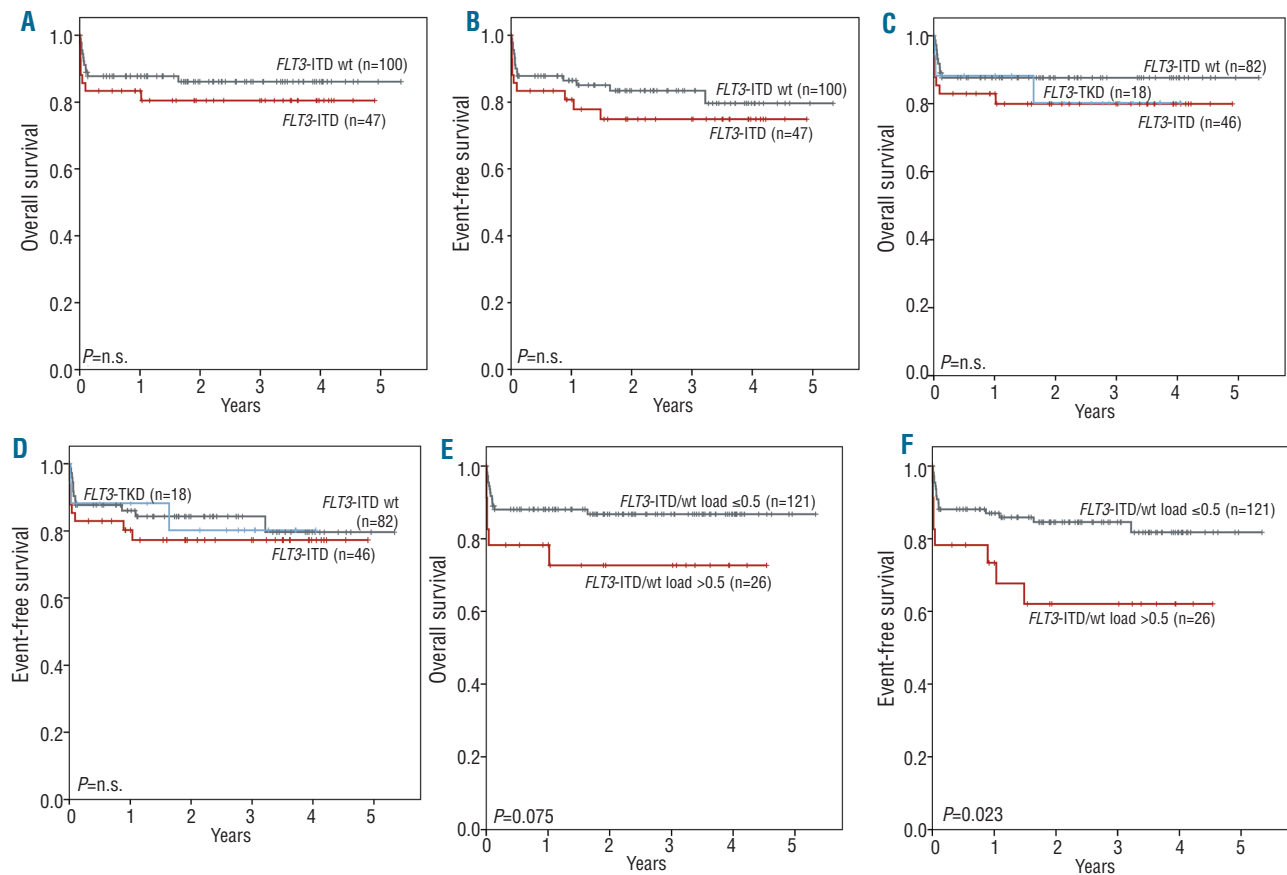 A
Overall survival
1.0
0.8
0.6
0.4
0.2
0.0
FLT3-ITD wt (n=100)
FLT3-ITD (n=47)
P=n.s.
0 1 2 3 4 5
Years
B
Event-free survival
1.0
0.8
0.6
0.4
0.2
0.0
FLT3-ITD wt (n=100)
FLT3-ITD (n=47)
P=n.s.
0 1 2 3 4 5
Years
C
Overall survival
1.0
0.8
0.6
0.4
0.2
0.0
FLT3-ITD wt (n=82)
FLT3-TKD (n=18)
FLT3-ITD (n=46)
P=n.s.
0 1 2 3 4 5
Years
D
Event-free survival
1.0
0.8
0.6
0.4
0.2
0.0
FLT3-TKD (n=18)
FLT3-ITD wt
(n=82)
FLT3-ITD (n=46)
P=n.s.
0 1 2 3 4 5
Years
E
Overall survival
1.0
0.8
0.6
0.4
0.2
0.0
FLT3-ITD/wt load ≤0.5 (n=121)
FLT3-ITD/wt load >0.5 (n=26)
P=0.075
0 1 2 3 4 5
Years
F
Event-free survival
1.0
0.8
0.6
0.4
0.2
0.0
FLT3-ITD/wt load ≤0.5 (n=121)
FLT3-ITD/wt load >0.5 (n=26)
P=0.023
0 1 2 3 4 5
Years